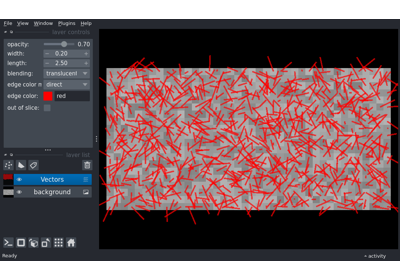 File View Window Plugins Help
layer controls
opacity: 0.70
width: 0.20
length: 2.50
blending: translucent
edge color m direct
edge color: red
out of slice:
layer list
Vectors
background
Ready
activity